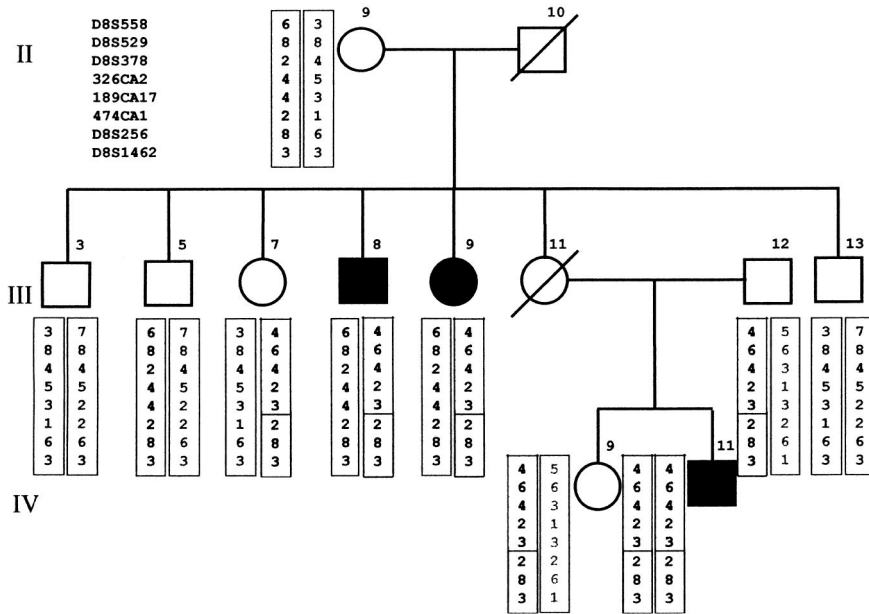 9 10
D8S558 6 3
II D8S529 8 8
D8S378 2 4
326CA2 4 5
189CA17 4 3
474CA1 2 1
D8S256 8 6
D8S1462 3 3
3 5 7 8 9 11 12 13
III
3 7 6 7 3 4 6 4 6 4 4 5 3 7
8 8 8 8 8 6 8 6 8 6 6 6 8 8
4 4 2 4 4 4 2 4 2 4 4 3 4 4
5 5 4 5 5 2 4 2 4 2 2 1 5 5
3 2 4 2 3 3 4 3 4 3 3 3 3 2
1 2 2 2 1 2 2 2 2 2 2 2 1 2
6 6 8 6 6 8 8 8 8 8 8 6 6 6
3 3 3 3 3 3 3 3 3 3 3 1 3 3
9 11
IV
4 5 4 4
6 6 6 6
4 3 4 4
2 1 2 2
3 3 3 3
2 2 2 2
8 6 8 8
3 1 3 3